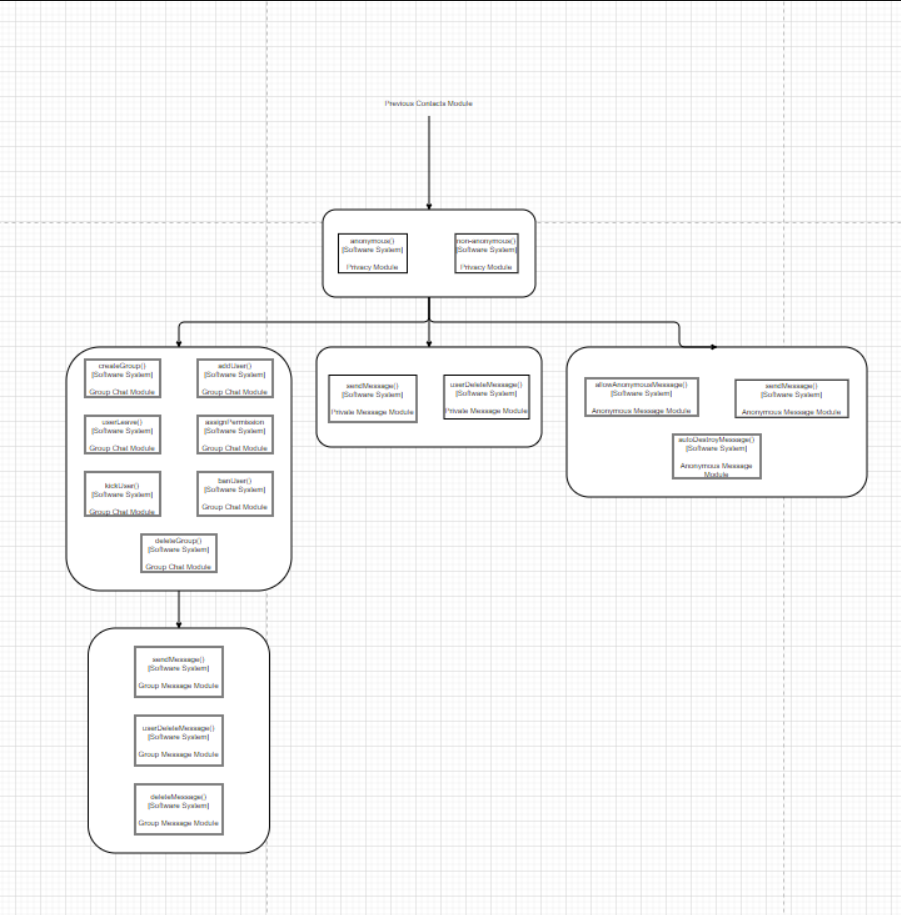 Previous Contacts Module
anonymous()
[Software System]
Privacy Module
non-anonymous()
[Software System]
Privacy Module
createGroup()
[Software System]
Group Chat Module
addUser()
[Software System]
Group Chat Module
userLeave()
[Software System]
Group Chat Module
assignPermission
[Software System]
Group Chat Module
kickUser()
[Software System]
Group Chat Module
banUser()
[Software System]
Group Chat Module
deleteGroup()
[Software System]
Group Chat Module
sendMessage()
[Software System]
Private Message Module
userDeleteMessage()
[Software System]
Private Message Module
allowAnonymousMessage()
[Software System]
Anonymous Message Module
sendMessage()
[Software System]
Anonymous Message Module
autoDestroyMessage()
[Software System]
Anonymous Message
Module
sendMessage()
[Software System]
Group Message Module
userDeleteMessage()
[Software System]
Group Message Module
deleteMessage()
[Software System]
Group Message Module